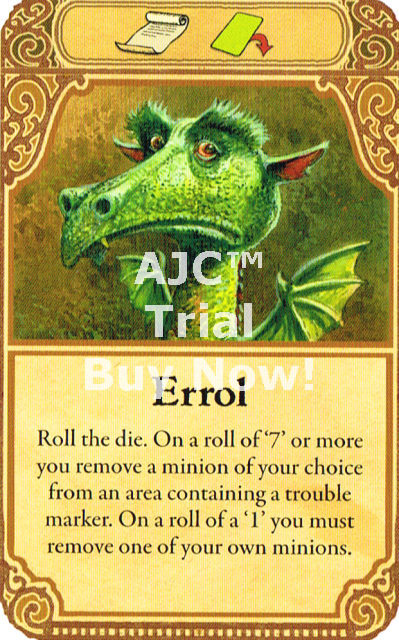 AJC™
Trial
Buy Now!
Errol
Roll the die. On a roll of ‘7’ or more
you remove a minion of your choice
from an area containing a trouble
marker. On a roll of a ‘1’ you must
remove one of your own minions.